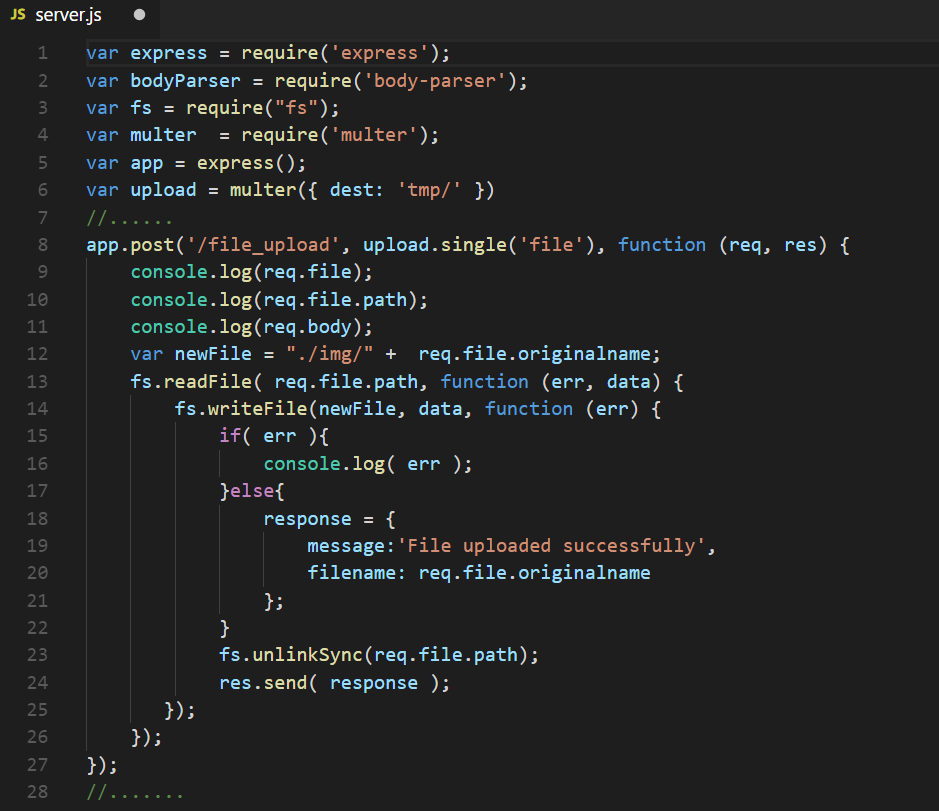 JS server.js
1 var express = require('express');
2 var bodyParser = require('body-parser');
3 var fs = require("fs");
4 var multer  = require('multer');
5 var app = express();
6 var upload = multer({ dest: 'tmp/' })
7 //......
8 app.post('/file_upload', upload.single('file'), function (req, res) {
9     console.log(req.file);
10     console.log(req.file.path);
11     console.log(req.body);
12     var newFile = "./img/" +  req.file.originalname;
13     fs.readFile( req.file.path, function (err, data) {
14         fs.writeFile(newFile, data, function (err) {
15             if( err ){
16                 console.log( err );
17             }else{
18                 response = {
19                     message:'File uploaded successfully',
20                     filename: req.file.originalname
21                 };
22             }
23             fs.unlinkSync(req.file.path);
24             res.send( response );
25        });
26     });
27 });
28 //.......